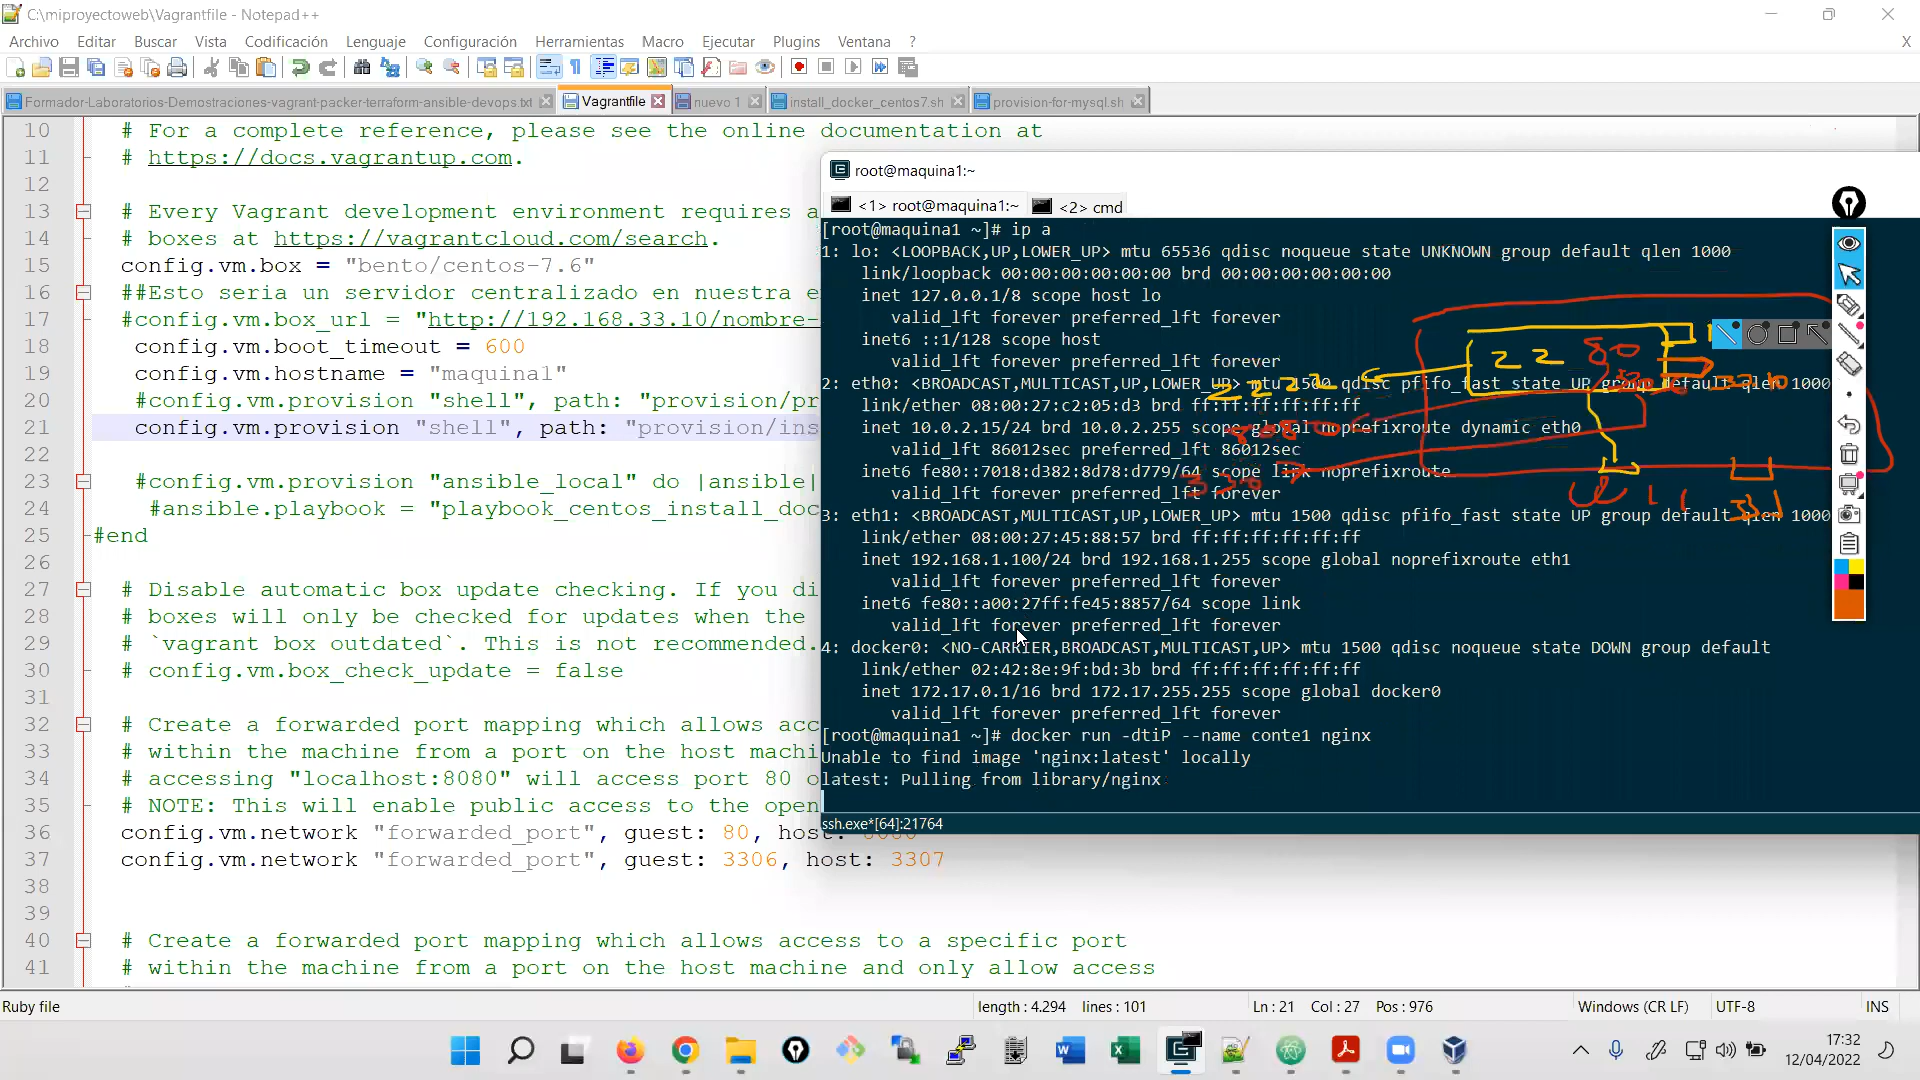 C:\miproyectoweb\Vagrantfile - Notepad++
Archivo Editar Buscar Vista Codificación Lenguaje Configuración Herramientas Macro Ejecutar Plugins Ventana ? X
Formador-Laboratorios-Demostraciones-vagrant-packer-terraform-ansible-devops.txt Vagrantfile nuevo 1 install_docker_centos7.sh provision-for-mysql.sh
10 # For a complete reference, please see the online documentation at
11 # https://docs.vagrantup.com.
12
13 # Every Vagrant development environment requires a
14 # boxes at https://vagrantcloud.com/search.
15 config.vm.box = "bento/centos-7.6"
16 ##Esto seria un servidor centralizado en nuestra e
17 #config.vm.box_url = "http://192.168.33.10/nombre-
18 config.vm.boot_timeout = 600
19 config.vm.hostname = "maquina1"
20 #config.vm.provision "shell", path: "provision/pr
21 config.vm.provision "shell", path: "provision/ins
22
23 #config.vm.provision "ansible_local" do |ansible|
24 #ansible.playbook = "playbook_centos_install_doc
25 #end
26
27 # Disable automatic box update checking. If you di
28 # boxes will only be checked for updates when the
29 # `vagrant box outdated`. This is not recommended.
30 # config.vm.box_check_update = false
31
32 # Create a forwarded port mapping which allows acc
33 # within the machine from a port on the host machi
34 # accessing "localhost:8080" will access port 80 o
35 # NOTE: This will enable public access to the open
36 config.vm.network "forwarded_port", guest: 80, host: 8080
37 config.vm.network "forwarded_port", guest: 3306, host: 3307
38
39
40 # Create a forwarded port mapping which allows access to a specific port
41 # within the machine from a port on the host machine and only allow access
root@maquina1:~
<1> root@maquina1:~ <2> cmd
[root@maquina1 ~]# ip a
1: lo: <LOOPBACK,UP,LOWER_UP> mtu 65536 qdisc noqueue state UNKNOWN group default qlen 1000
link/loopback 00:00:00:00:00:00 brd 00:00:00:00:00:00
inet 127.0.0.1/8 scope host lo
valid_lft forever preferred_lft forever
inet6 ::1/128 scope host
valid_lft forever preferred_lft forever
2: eth0: <BROADCAST,MULTICAST,UP,LOWER_UP> mtu 1500 qdisc pfifo_fast state UP group default qlen 1000
link/ether 08:00:27:c2:05:d3 brd ff:ff:ff:ff:ff:ff
inet 10.0.2.15/24 brd 10.0.2.255 scope global noprefixroute dynamic eth0
valid_lft 86012sec preferred_lft 86012sec
inet6 fe80::7018:d382:8d78:d779/64 scope link noprefixroute
valid_lft forever preferred_lft forever
3: eth1: <BROADCAST,MULTICAST,UP,LOWER_UP> mtu 1500 qdisc pfifo_fast state UP group default qlen 1000
link/ether 08:00:27:45:88:57 brd ff:ff:ff:ff:ff:ff
inet 192.168.1.100/24 brd 192.168.1.255 scope global noprefixroute eth1
valid_lft forever preferred_lft forever
inet6 fe80::a00:27ff:fe45:8857/64 scope link
valid_lft forever preferred_lft forever
4: docker0: <NO-CARRIER,BROADCAST,MULTICAST,UP> mtu 1500 qdisc noqueue state DOWN group default
link/ether 02:42:8e:9f:bd:3b brd ff:ff:ff:ff:ff:ff
inet 172.17.0.1/16 brd 172.17.255.255 scope global docker0
valid_lft forever preferred_lft forever
[root@maquina1 ~]# docker run -dtiP --name conte1 nginx
Unable to find image 'nginx:latest' locally
latest: Pulling from library/nginx
ssh.exe*[64]:21764
22 80
2222
8080
3307
Ruby file length : 4.294 lines : 101 Ln : 21 Col : 27 Pos : 976 Windows (CR LF) UTF-8 INS
17:32
12/04/2022